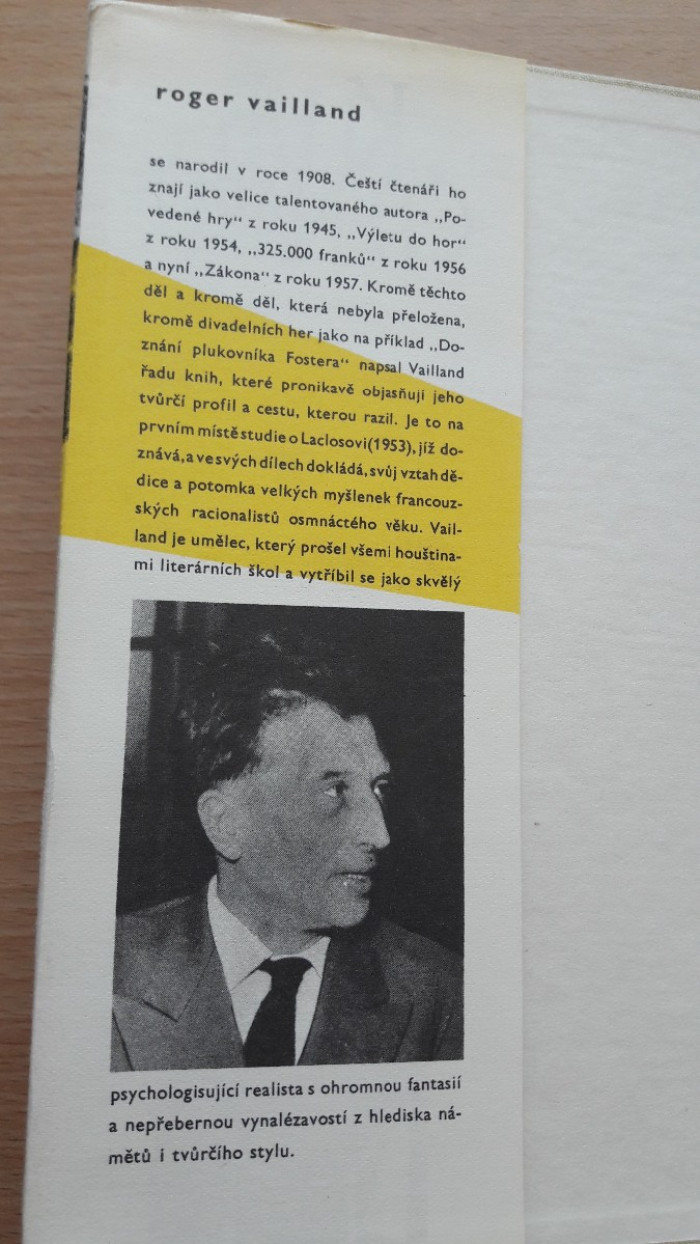 roger vailland
se narodil v roce 1908. Čeští čtenáři ho
znají jako velice talentovaného autora „Po-
vedené hry“ z roku 1945, „Výletu do hor“
z roku 1954, „325.000 franků“ z roku 1956
a nyní „Zákona“ z roku 1957. Kromě těchto
děl a kromě děl, která nebyla přeložena,
kromě divadelních her jako na příklad „Do-
znání plukovníka Fostera“ napsal Vailland
řadu knih, které pronikavě objasňují jeho
tvůrčí profil a cestu, kterou razil. Je to na
prvním místě studie o Laclosovi(1953), jíž do-
znává, a ve svých dílech dokládá, svůj vztah dě-
dice a potomka velkých myšlenek francouz-
ských racionalistů osmnáctého věku. Vail-
land je umělec, který prošel všemi houština-
mi literárních škol a vytříbil se jako skvělý
psychologisující realista s ohromnou fantasií
a nepřebernou vynalézavostí z hlediska ná-
mětů i tvůrčího stylu.